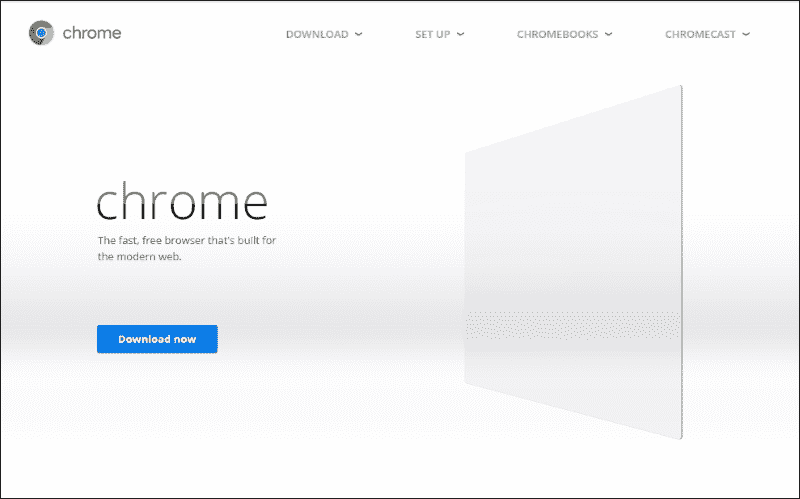 chrome
DOWNLOAD
SET UP
CHROMEBOOKS
CHROMECAST
chrome
The fast, free browser that's built for
the modern web.
Download now